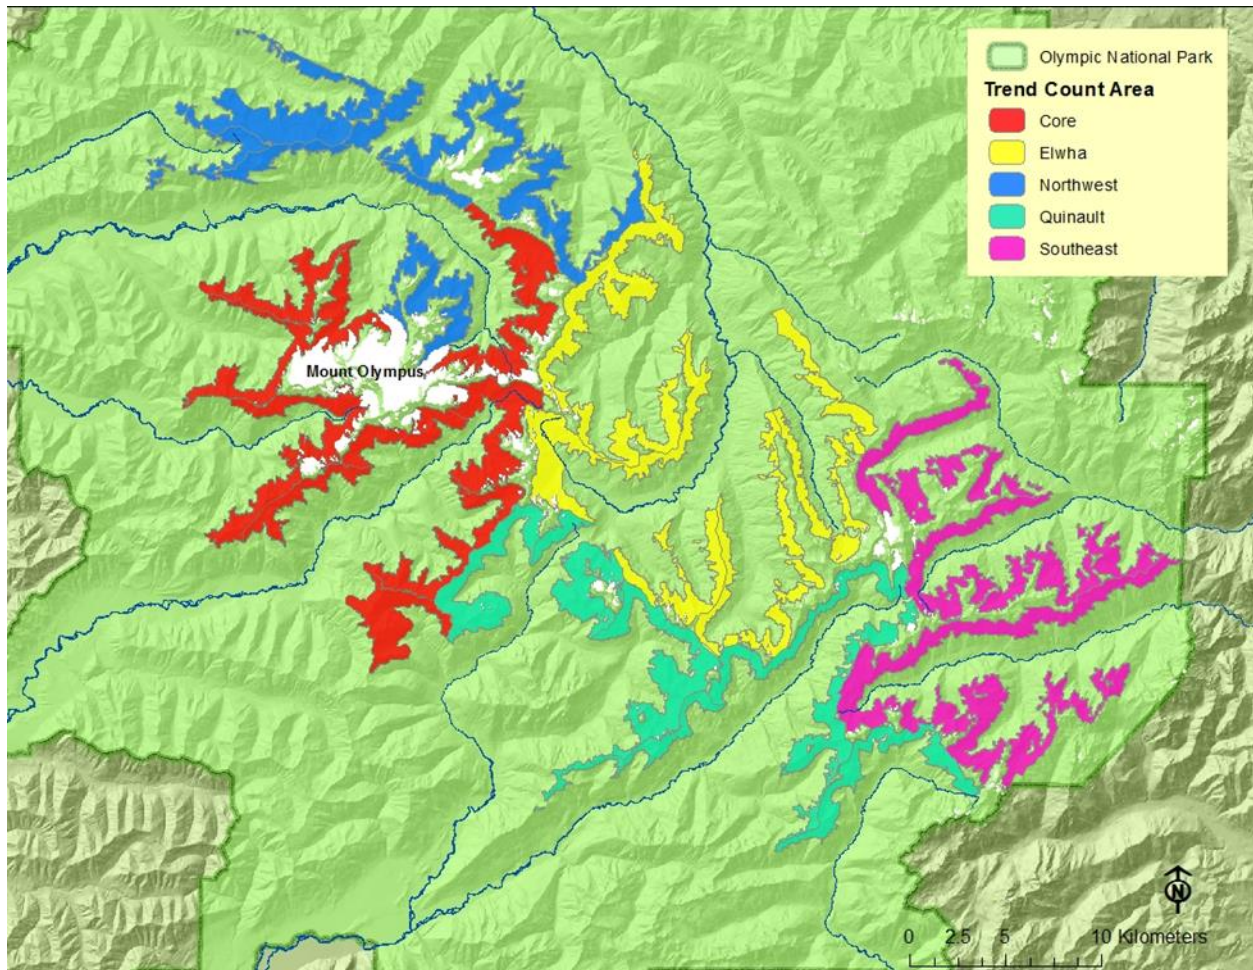 Olympic National Park
Trend Count Area
Core
Elwha
Northwest
Quinault
Southeast
Mount Olympus
N
0 2.5 5 10 Kilometers